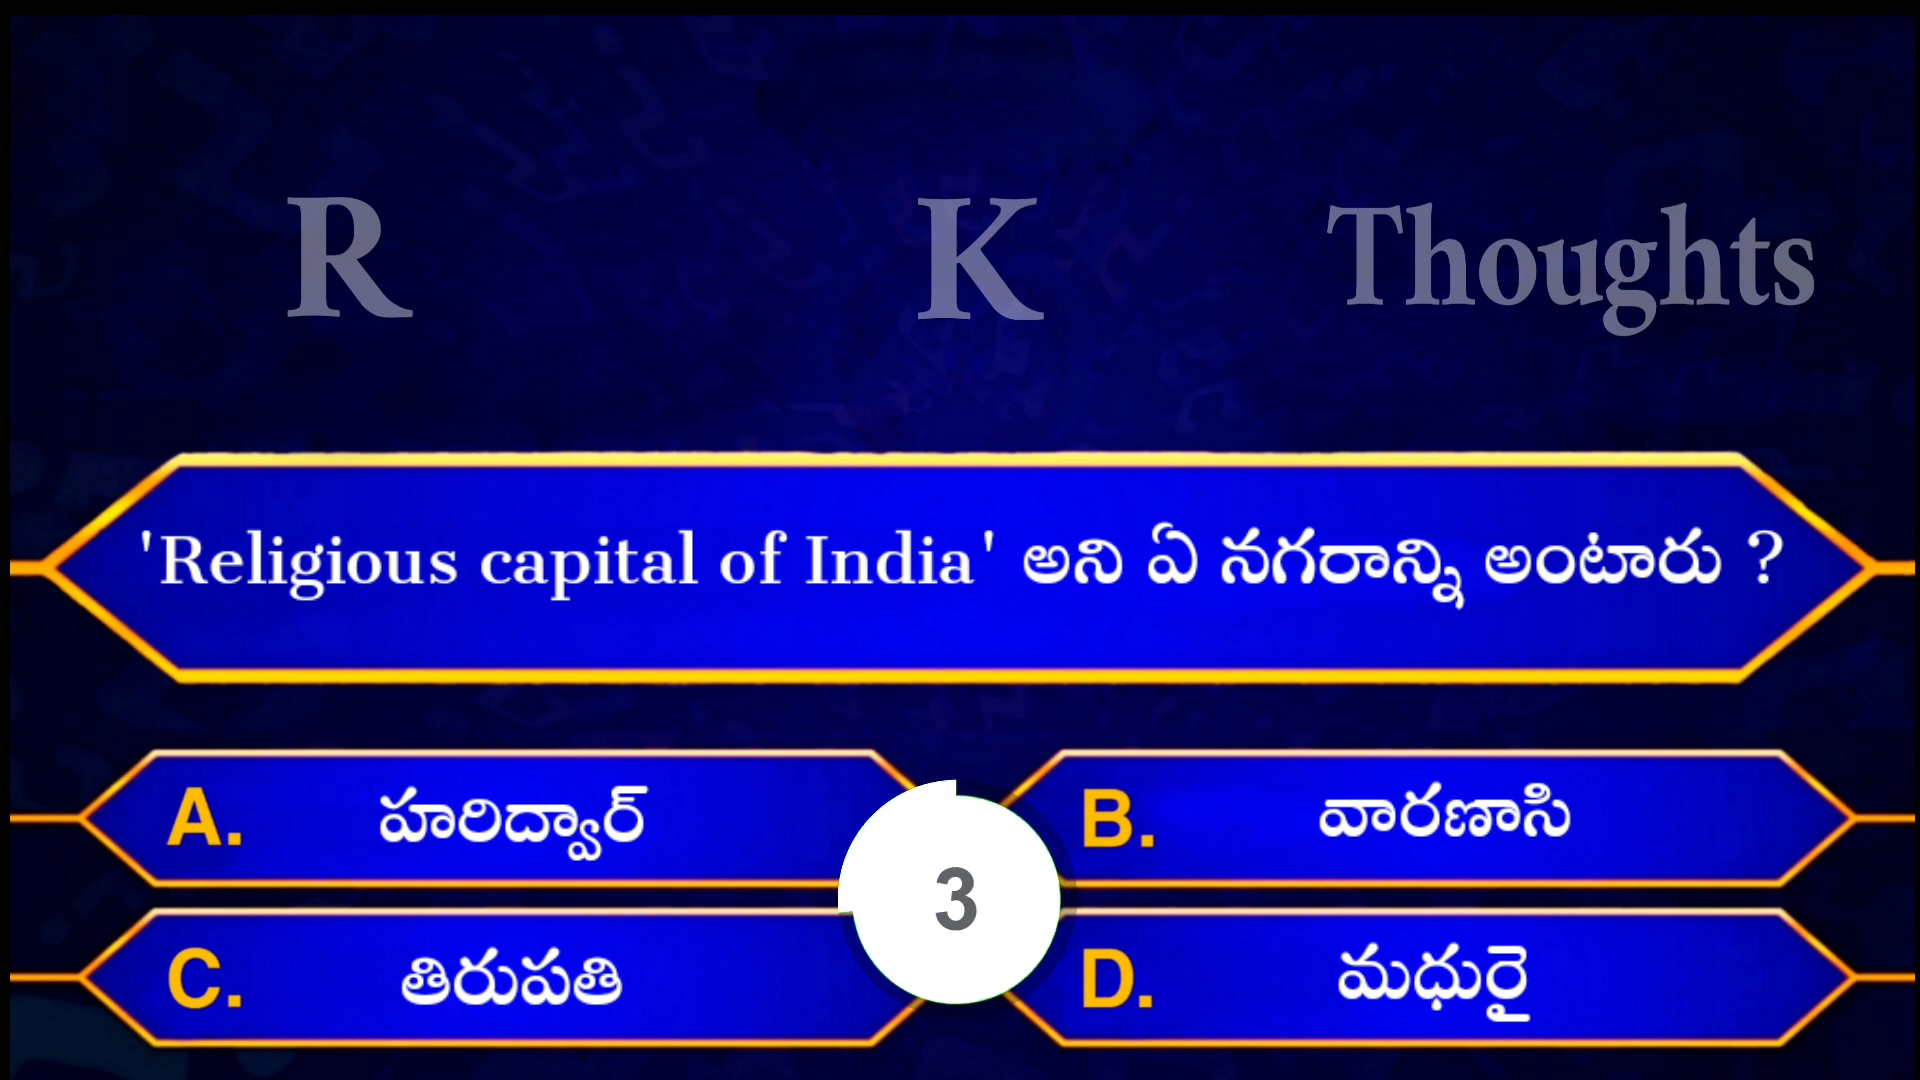 R K Thoughts
'Religious capital of India' అని ఏ నగరాన్ని అంటారు ?
A. హరిద్వార్
B. వారణాసి
3
C. తిరుపతి
D. మధురై